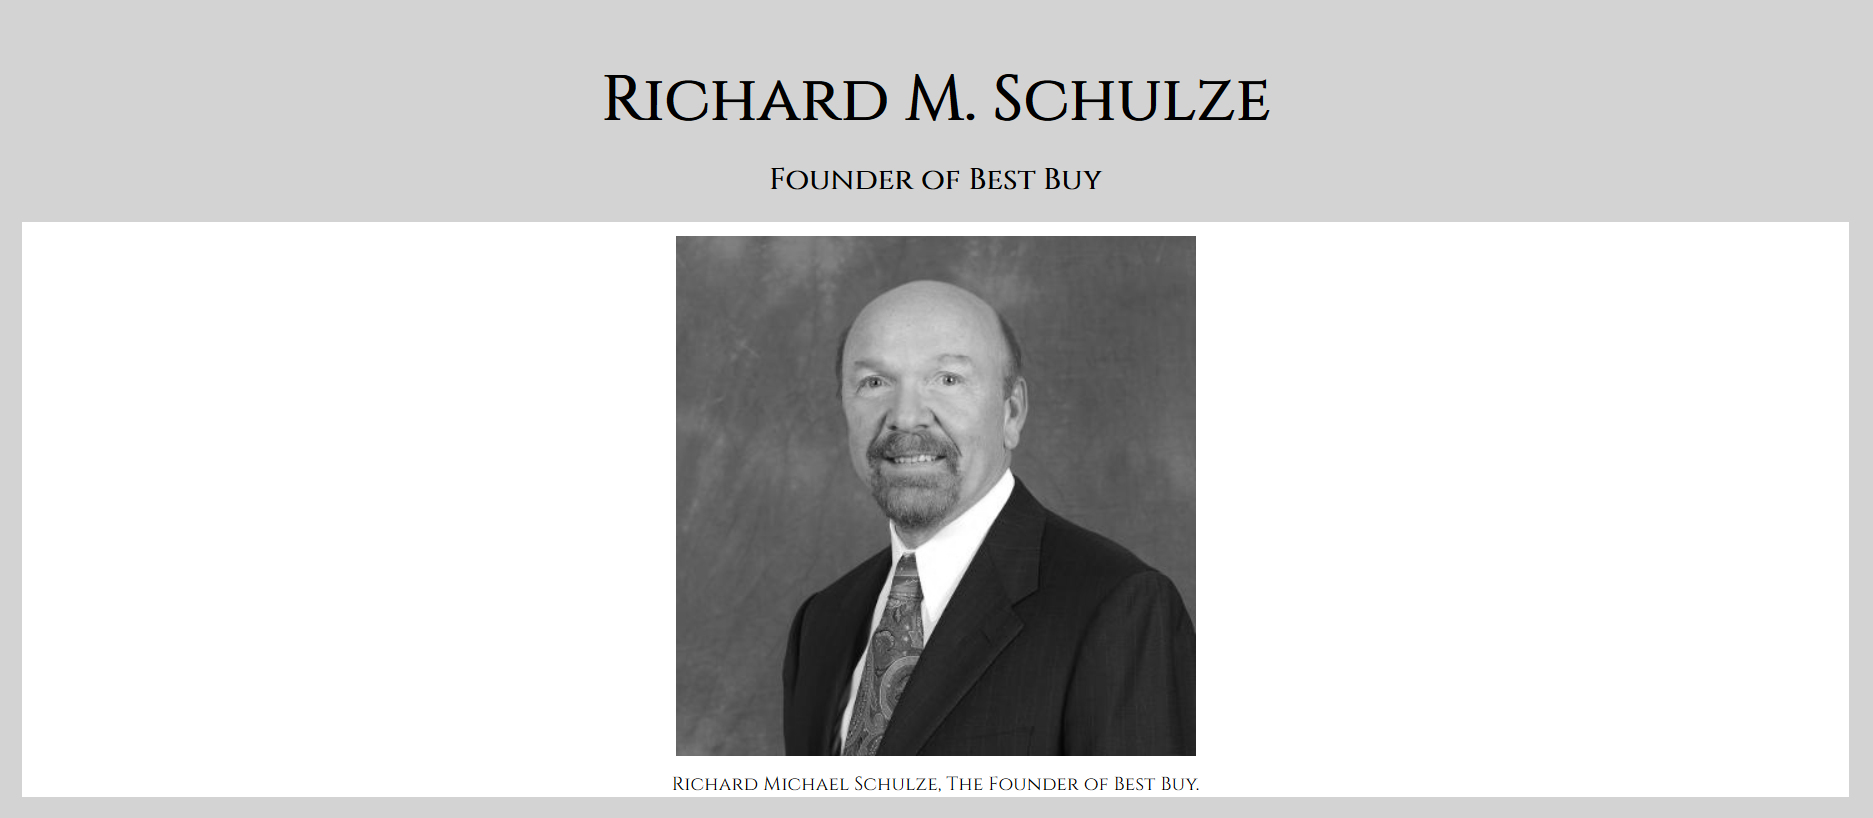 Richard M. Schulze
Founder of Best Buy
Richard Michael Schulze, The Founder of Best Buy.